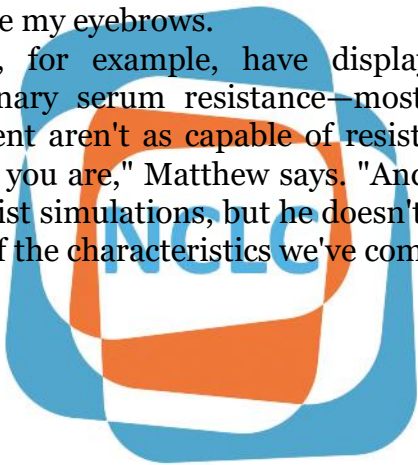 e my eyebrows.
, for example, have display
nary serum resistance—most
ent aren't as capable of resist
you are," Matthew says. "And
ist simulations, but he doesn't
f the characteristics we've com
NCLC